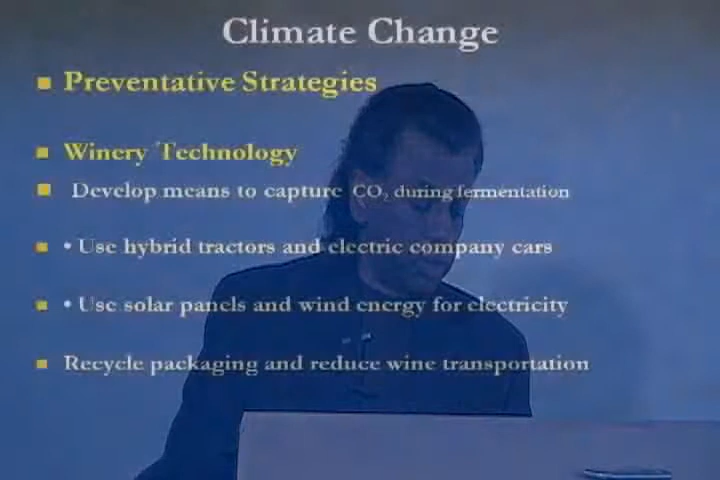 Climate Change
Preventative Strategies
Winery Technology
Develop means to capture CO₂ during fermentation
• Use hybrid tractors and electric company cars
• Use solar panels and wind energy for electricity
Recycle packaging and reduce wine transportation